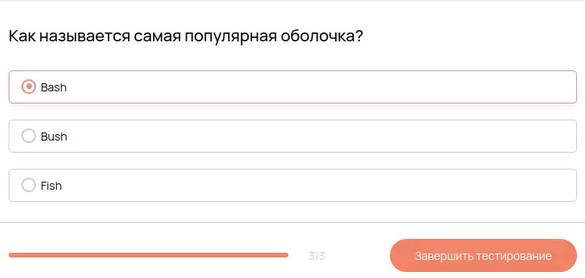 Как называется самая популярная оболочка?
Bash
Bush
Fish
3/3
Завершить тестирование